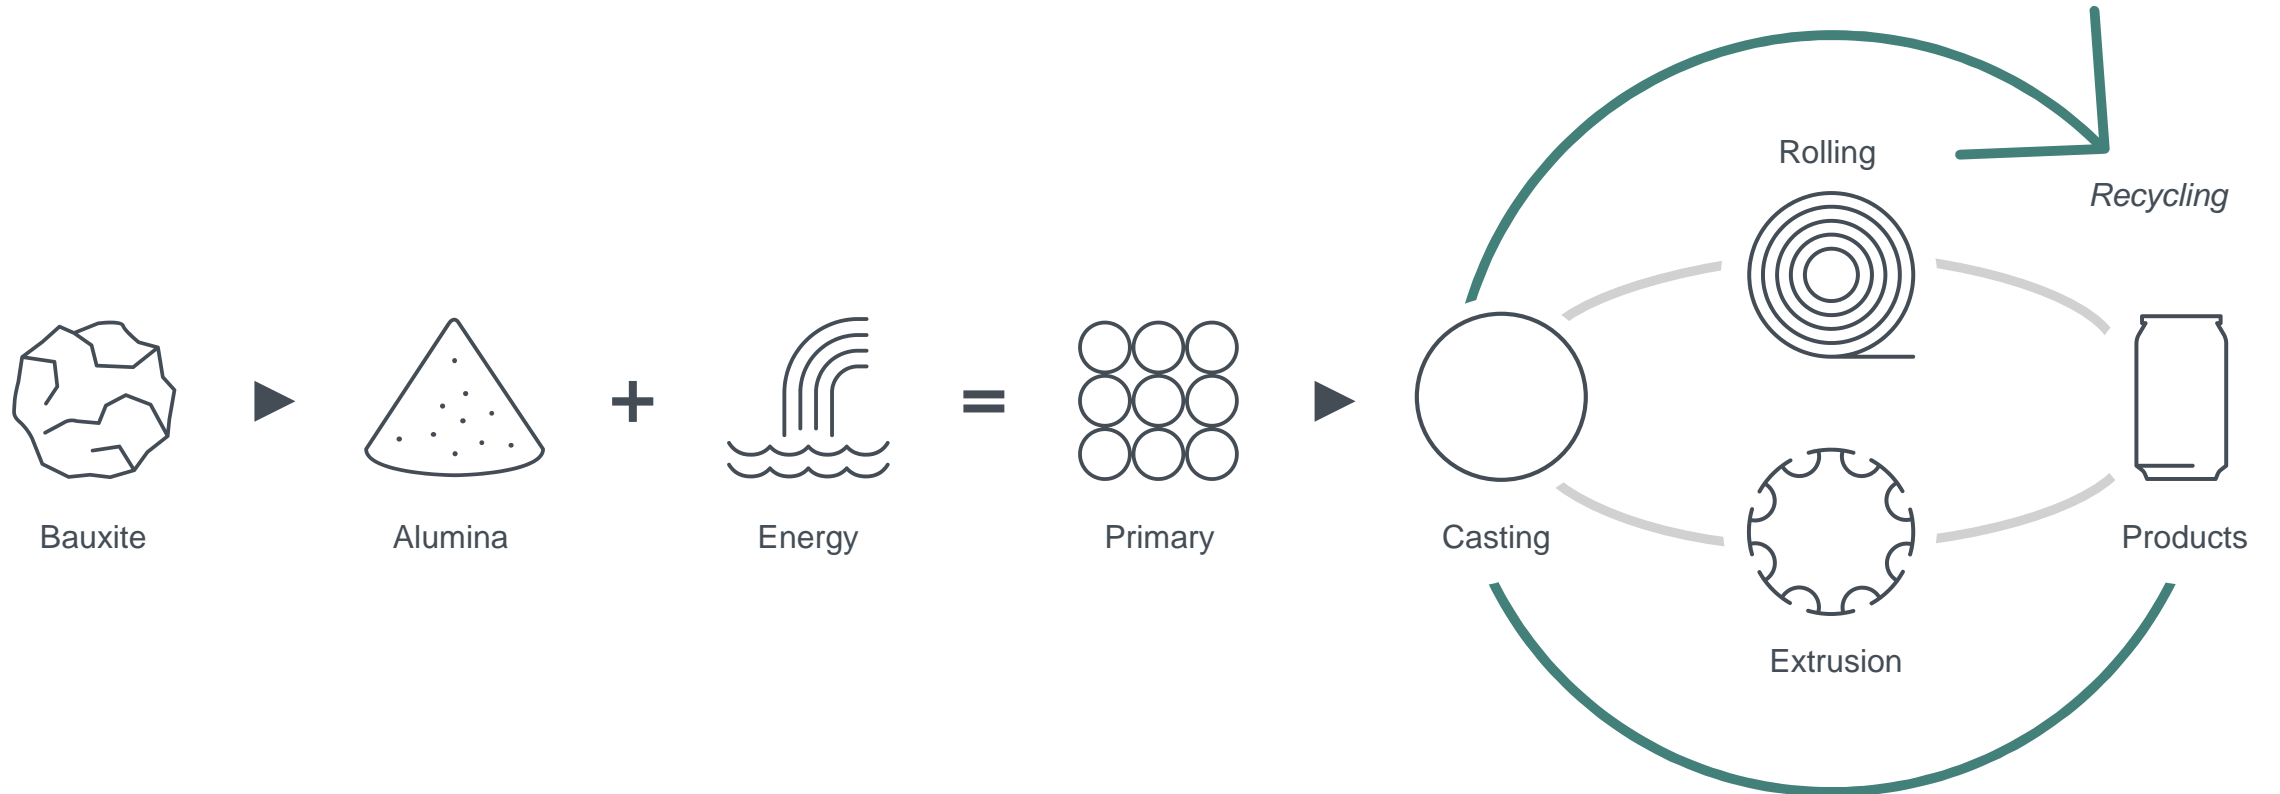 Rolling
Recycling
Bauxite
Alumina
Energy
Primary
Casting
Products
Extrusion